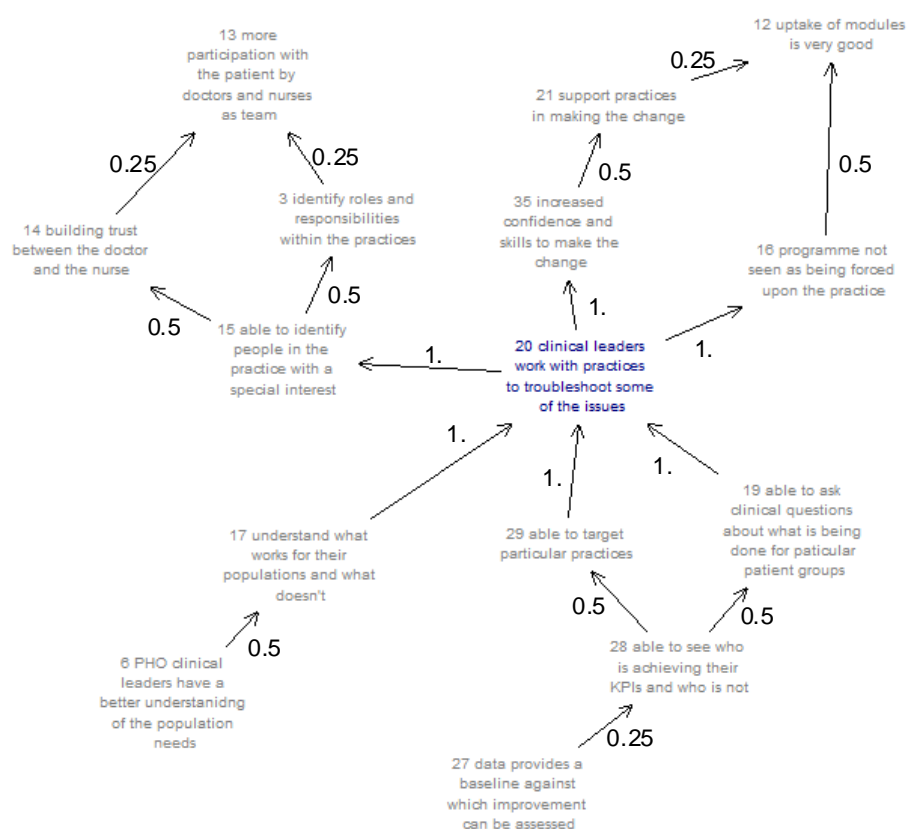 12 uptake of modules
is very good
13 more
participation with
the patient by
doctors and nurses
as team
0.25
21 support practices
in making the change
0.25
0.25
0.5
0.5
3 identify roles and
responsibilities
within the practices
35 increased
confidence and
skills to make the
change
14 building trust
between the doctor
and the nurse
16 programme not
seen as being forced
upon the practice
0.5
0.5
1.
15 able to identify
people in the
practice with a
special interest
1.
20 clinical leaders
work with practices
to troubleshoot some
of the issues
1.
1.
1.
1.
19 able to ask
clinical questions
about what is being
done for paticular
patient groups
17 understand what
works for their
populations and what
doesn't
29 able to target
particular practices
0.5
0.5
0.5
6 PHO clinical
leaders have a
better understanidng
of the population
needs
28 able to see who
is achieving their
KPIs and who is not
0.25
27 data provides a
baseline against
which improvement
can be assessed